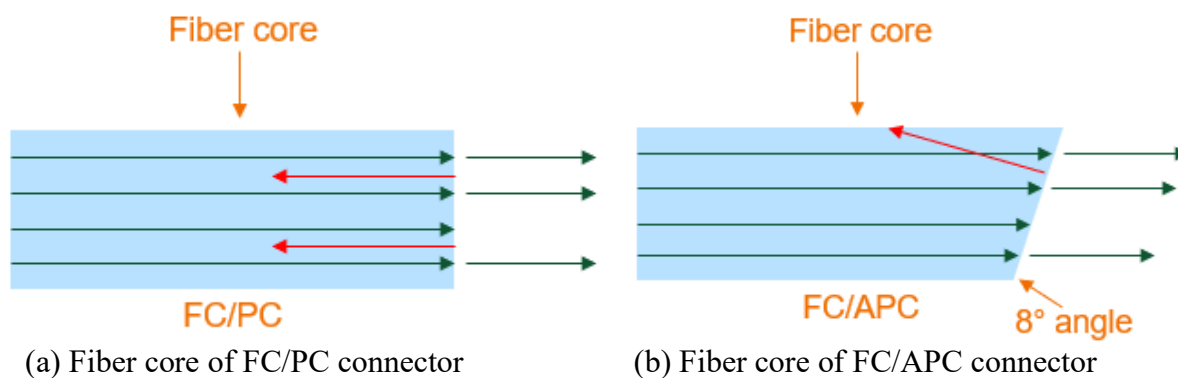 Fiber core
Fiber core
FC/PC
FC/APC
8° angle
(a) Fiber core of FC/PC connector
(b) Fiber core of FC/APC connector